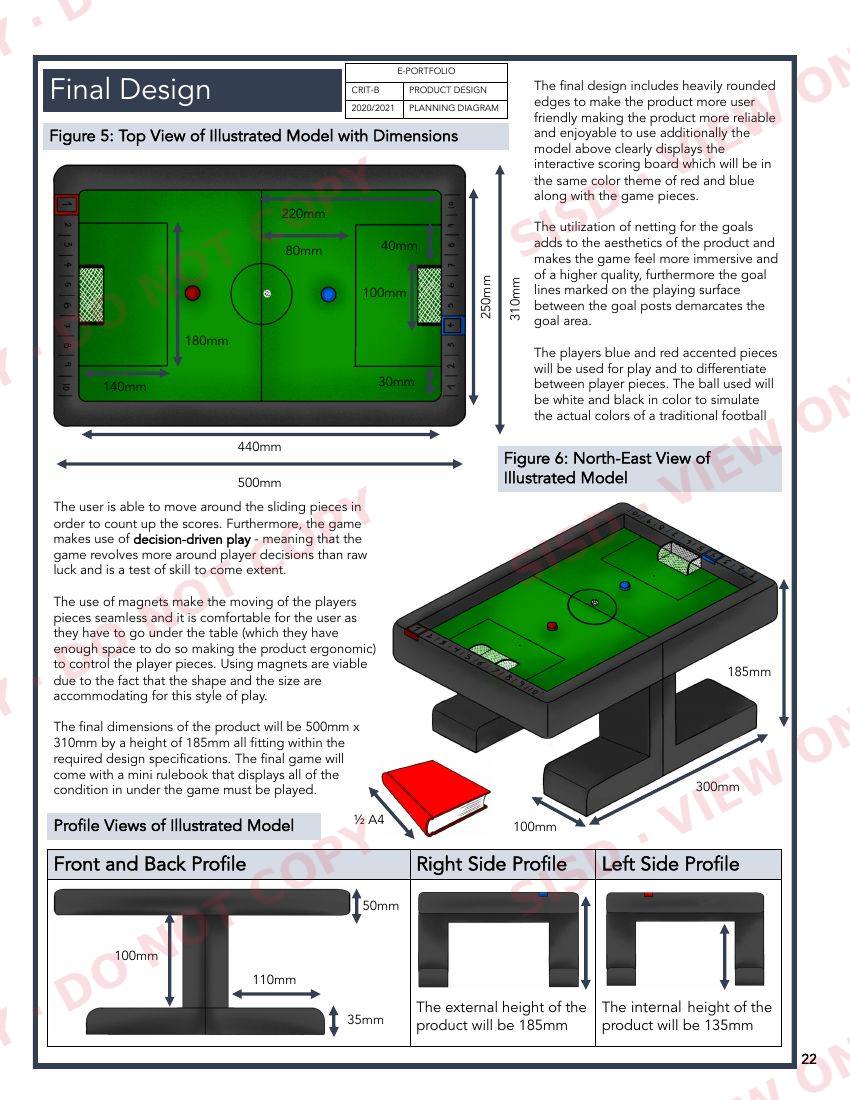 Final Design
E-PORTFOLIO
CRIT-B PRODUCT DESIGN
2020/2021 PLANNING DIAGRAM
Figure 5: Top View of Illustrated Model with Dimensions
220mm
80mm
40mm
100mm
180mm
140mm
30mm
250mm
310mm
440mm
500mm
The final design includes heavily rounded
edges to make the product more user
friendly making the product more reliable
and enjoyable to use additionally the
model above clearly displays the
interactive scoring board which will be in
the same color theme of red and blue
along with the game pieces.
The utilization of netting for the goals
adds to the aesthetics of the product and
makes the game feel more immersive and
of a higher quality, furthermore the goal
lines marked on the playing surface
between the goal posts demarcates the
goal area.
The players blue and red accented pieces
will be used for play and to differentiate
between player pieces. The ball used will
be white and black in color to simulate
the actual colors of a traditional football
Figure 6: North-East View of
Illustrated Model
The user is able to move around the sliding pieces in
order to count up the scores. Furthermore, the game
makes use of decision-driven play - meaning that the
game revolves more around player decisions than raw
luck and is a test of skill to come extent.
The use of magnets make the moving of the players
pieces seamless and it is comfortable for the user as
they have to go under the table (which they have
enough space to do so making the product ergonomic)
to control the player pieces. Using magnets are viable
due to the fact that the shape and the size are
accommodating for this style of play.
The final dimensions of the product will be 500mm x
310mm by a height of 185mm all fitting within the
required design specifications. The final game will
come with a mini rulebook that displays all of the
condition in under the game must be played.
185mm
300mm
100mm
½ A4
Profile Views of Illustrated Model
Front and Back Profile
50mm
100mm
110mm
35mm
Right Side Profile
The external height of the
product will be 185mm
Left Side Profile
The internal height of the
product will be 135mm
22
DO NOT COPY
SISD · VIEW ON